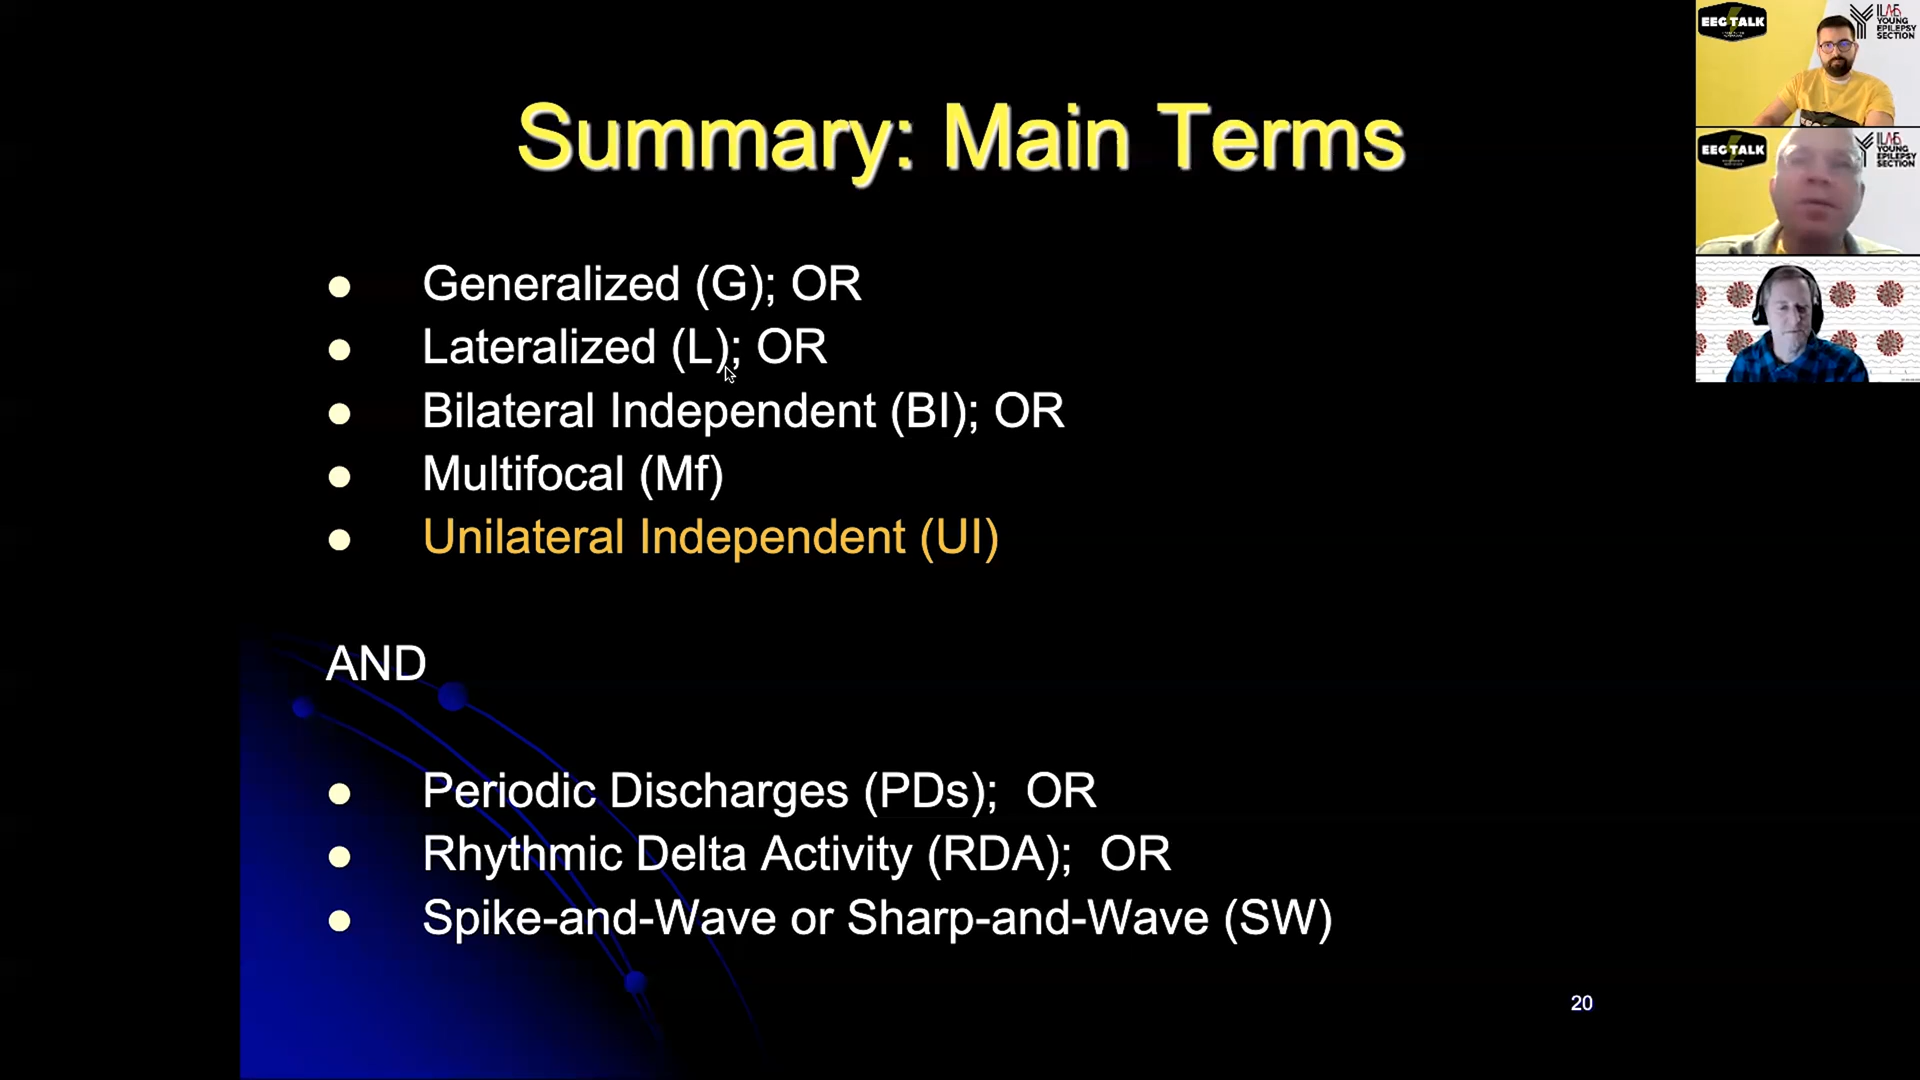 Summary: Main Terms
Generalized (G); OR
Lateralized (L); OR
Bilateral Independent (BI); OR
Multifocal (Mf)
Unilateral Independent (UI)
AND
Periodic Discharges (PDs); OR
Rhythmic Delta Activity (RDA); OR
Spike-and-Wave or Sharp-and-Wave (SW)
20
EEG TALK
ILAE
YOUNG
EPILEPSY
SECTION
EEG TALK
ILAE
YOUNG
EPILEPSY
SECTION